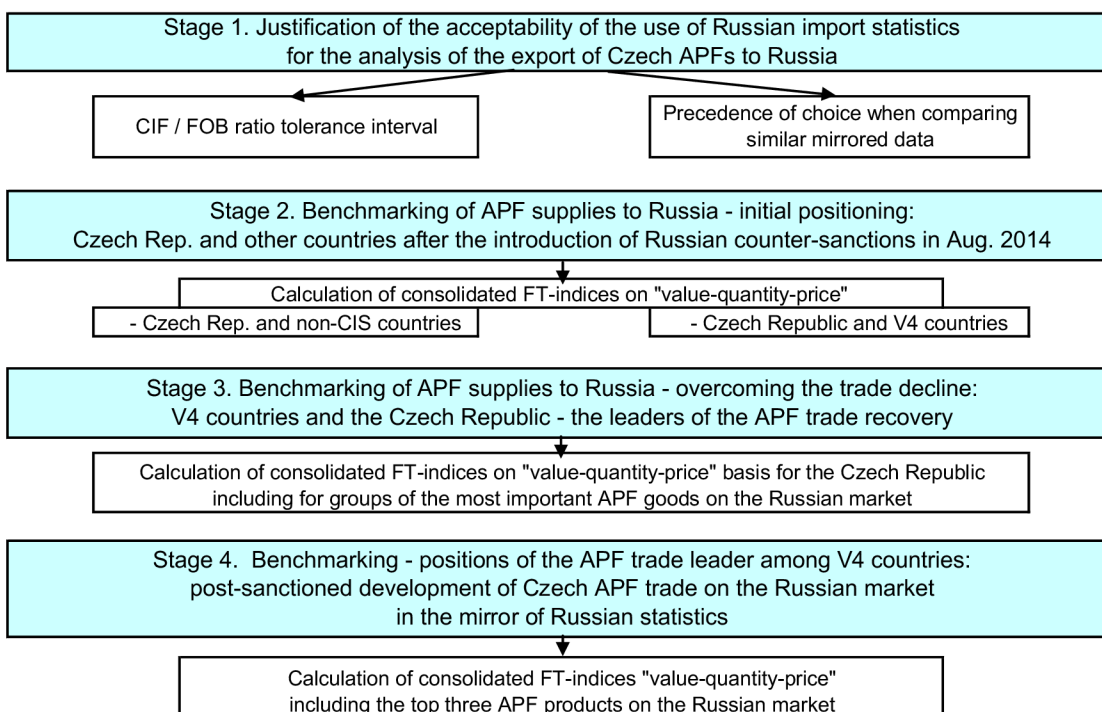 Stage 1. Justification of the acceptability of the use of Russian import statistics
for the analysis of the export of Czech APFs to Russia
CIF / FOB ratio tolerance interval
Precedence of choice when comparing
similar mirrored data
Stage 2. Benchmarking of APF supplies to Russia - initial positioning:
Czech Rep. and other countries after the introduction of Russian counter-sanctions in Aug. 2014
Calculation of consolidated FT-indices on "value-quantity-price"
- Czech Rep. and non-CIS countries
- Czech Republic and V4 countries
Stage 3. Benchmarking of APF supplies to Russia - overcoming the trade decline:
V4 countries and the Czech Republic - the leaders of the APF trade recovery
Calculation of consolidated FT-indices on "value-quantity-price" basis for the Czech Republic
including for groups of the most important APF goods on the Russian market
Stage 4. Benchmarking - positions of the APF trade leader among V4 countries:
post-sanctioned development of Czech APF trade on the Russian market
in the mirror of Russian statistics
Calculation of consolidated FT-indices "value-quantity-price"
including the top three APF products on the Russian market